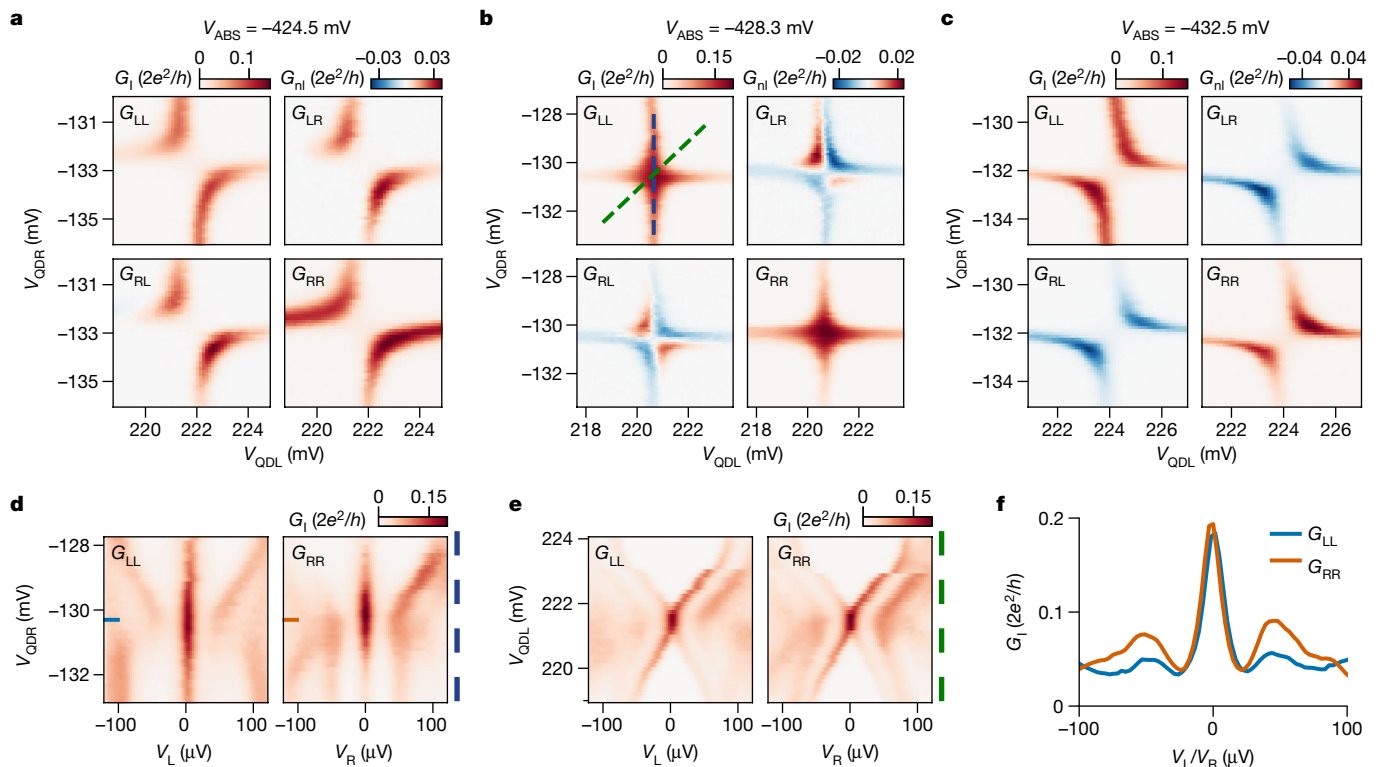 a
V_ABS = −424.5 mV
0 0.1
−0.03 0.03
G_l (2e²/h)
G_nl (2e²/h)
G_LL
G_LR
−131
−133
−135
G_RL
G_RR
−131
−133
−135
V_QDR (mV)
220 222 224
220 222 224
V_QDL (mV)
b
V_ABS = −428.3 mV
0 0.15
−0.02 0.02
G_l (2e²/h)
G_nl (2e²/h)
G_LL
G_LR
−128
−130
−132
G_RL
G_RR
−128
−130
−132
V_QDR (mV)
218 220 222
218 220 222
V_QDL (mV)
c
V_ABS = −432.5 mV
0 0.1
−0.04 0.04
G_l (2e²/h)
G_nl (2e²/h)
G_LL
G_LR
−130
−132
−134
G_RL
G_RR
−130
−132
−134
V_QDR (mV)
222 224 226
222 224 226
V_QDL (mV)
d
0 0.15
G_l (2e²/h)
G_LL
G_RR
−128
−130
−132
V_QDR (mV)
−100 0 100
−100 0 100
V_L (µV)
V_R (µV)
e
0 0.15
G_l (2e²/h)
G_LL
G_RR
224
222
220
V_QDL (mV)
−100 0 100
−100 0 100
V_L (µV)
V_R (µV)
f
0.2
0.1
0
G_l (2e²/h)
G_LL
G_RR
−100 0 100
V_L/V_R (µV)